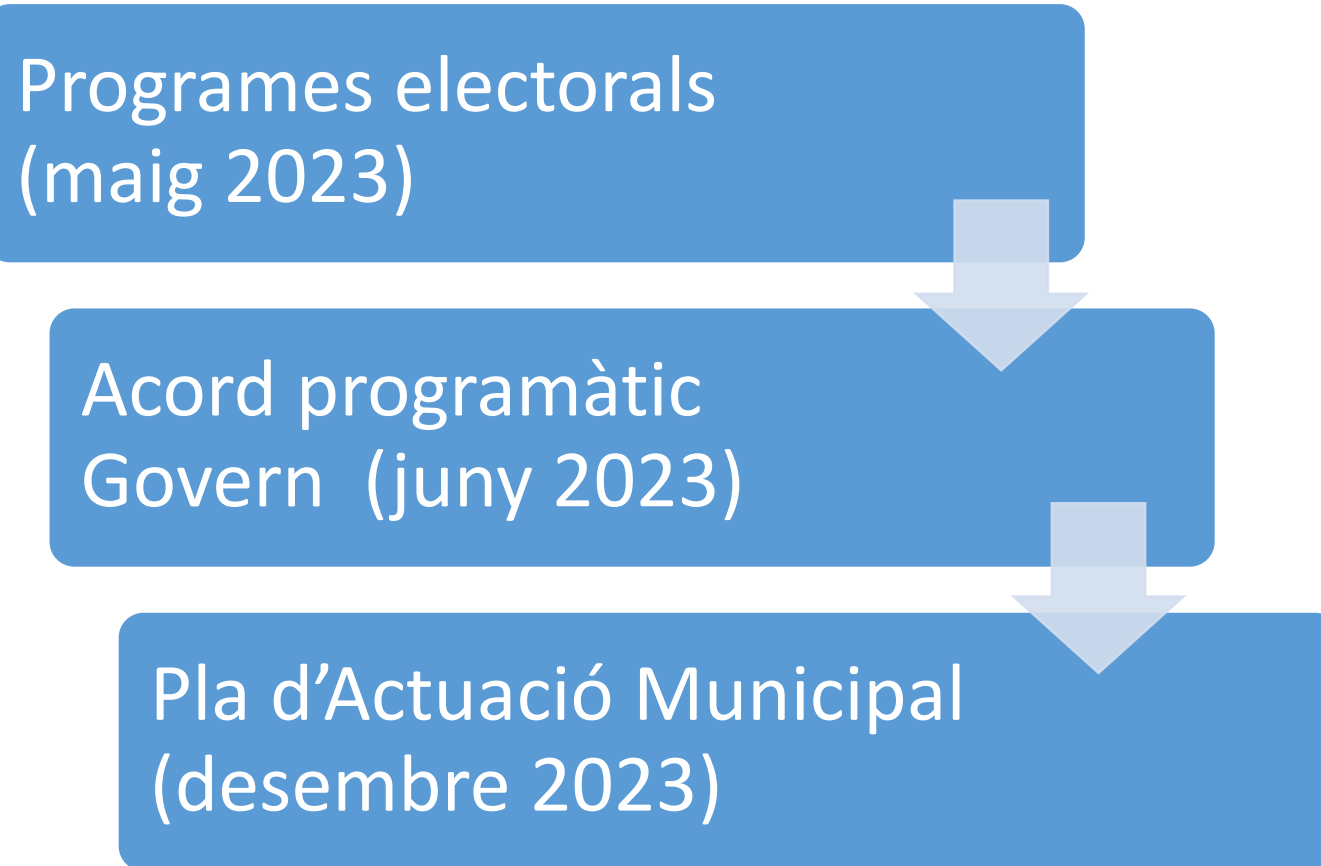 Programes electorals
(maig 2023)
Acord programàtic
Govern  (juny 2023)
Pla d’Actuació Municipal
(desembre 2023)